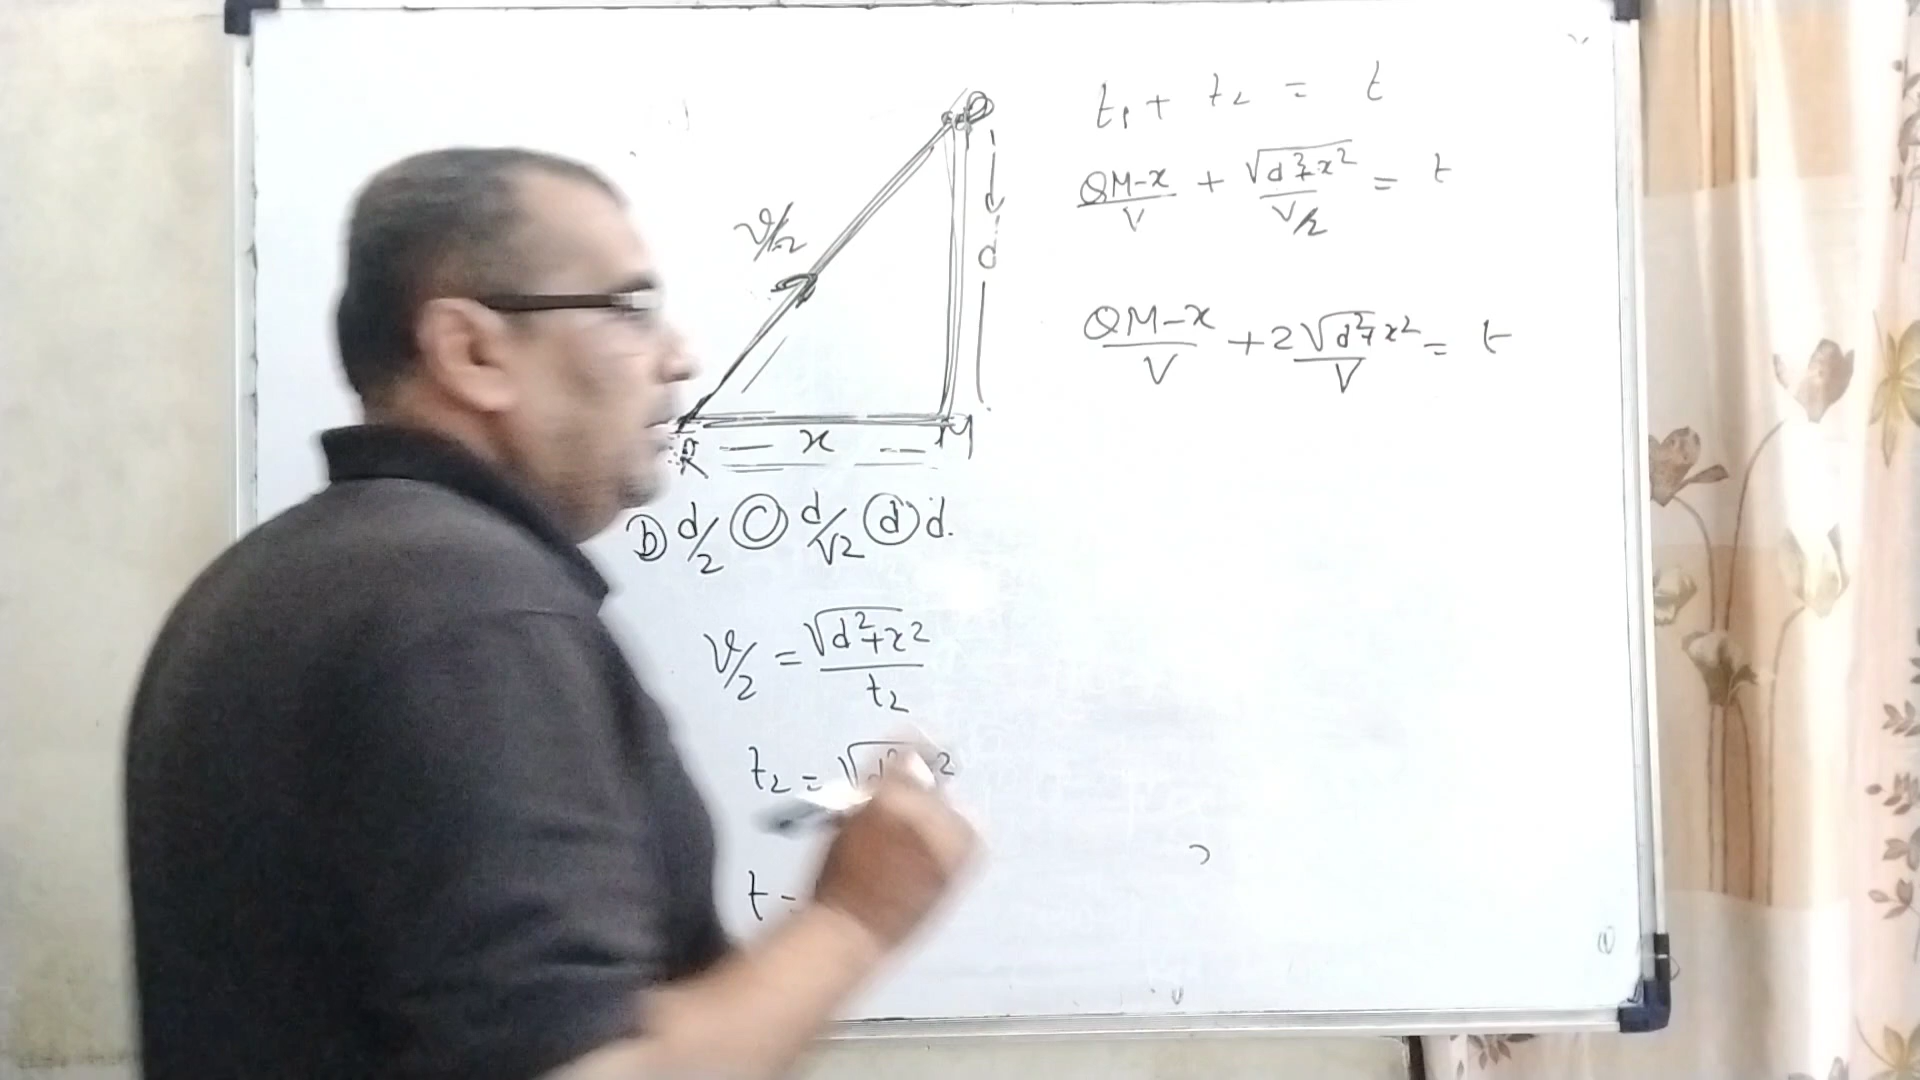 v/2
d
d
R x M
(b) d/2 (c) d/√2 (d) d.
v/2 = √d²+x² / t₂
t₂ =
t =
t₁ + t₂ = t
QM-x / V + √d²+x² / V/2 = t
QM-x / V + 2√d²+x² / V = t